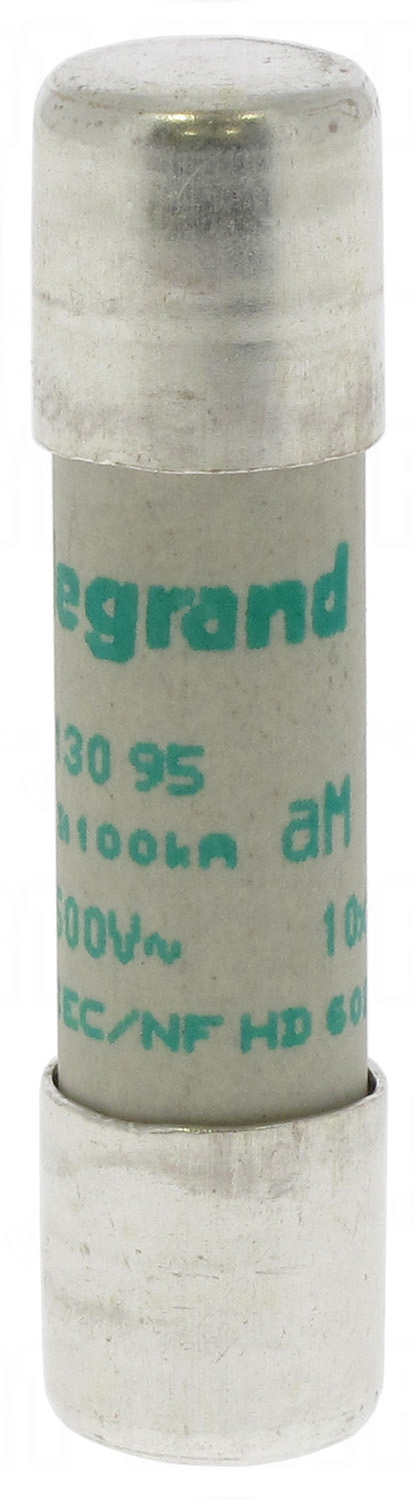 egrand
130 95
100kA aM
500V~ 10
EC/NF HD 60